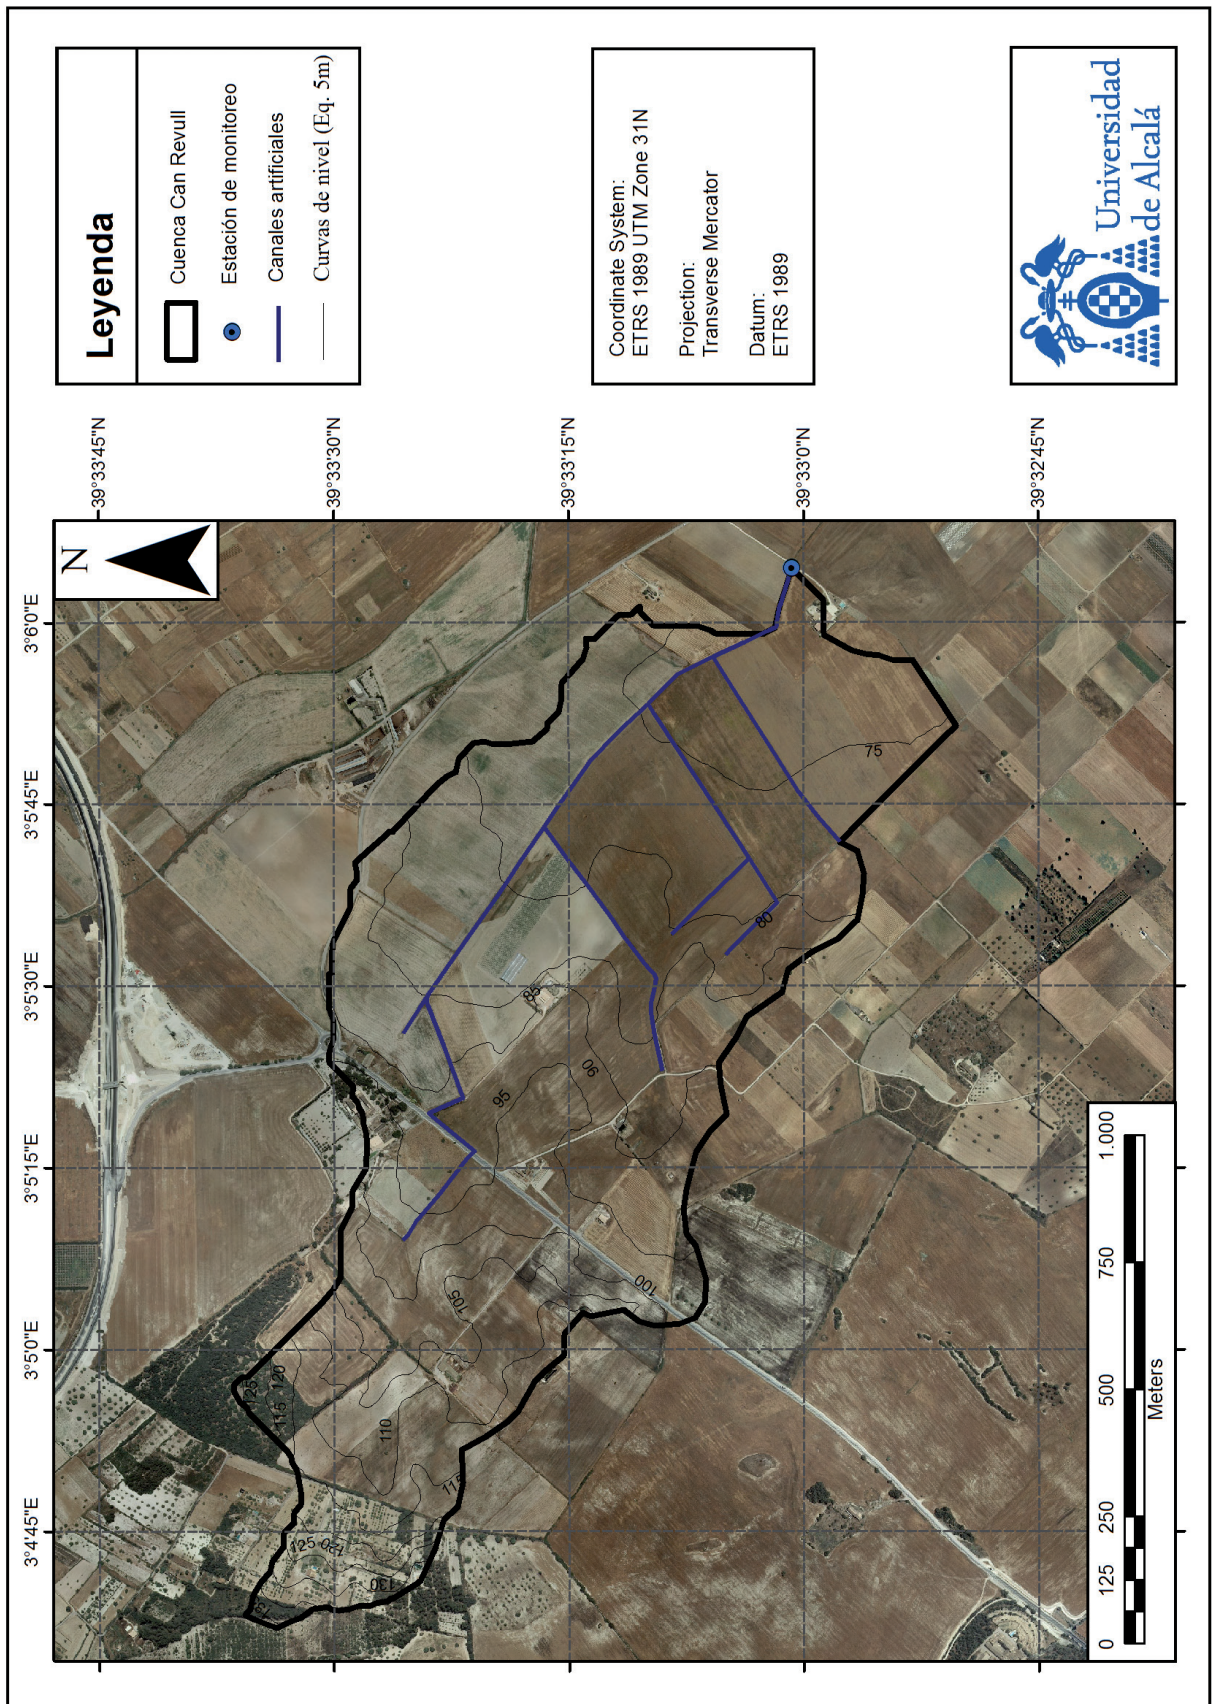 Leyenda
Cuenca Can Revull
Estación de monitoreo
Canales artificiales
Curvas de nivel (Eq. 5m)
Coordinate System:
ETRS 1989 UTM Zone 31N
Projection:
Transverse Mercator
Datum:
ETRS 1989
Universidad
de Alcalá
39°33'45"N
39°33'30"N
39°33'15"N
39°33'0"N
39°32'45"N
N
3°4'45"E
3°5'0"E
3°5'15"E
3°5'30"E
3°5'45"E
3°6'0"E
130
125
120
115
125
120
115
110
105
100
95
90
85
80
75
0 125 250 500 750 1.000
Meters